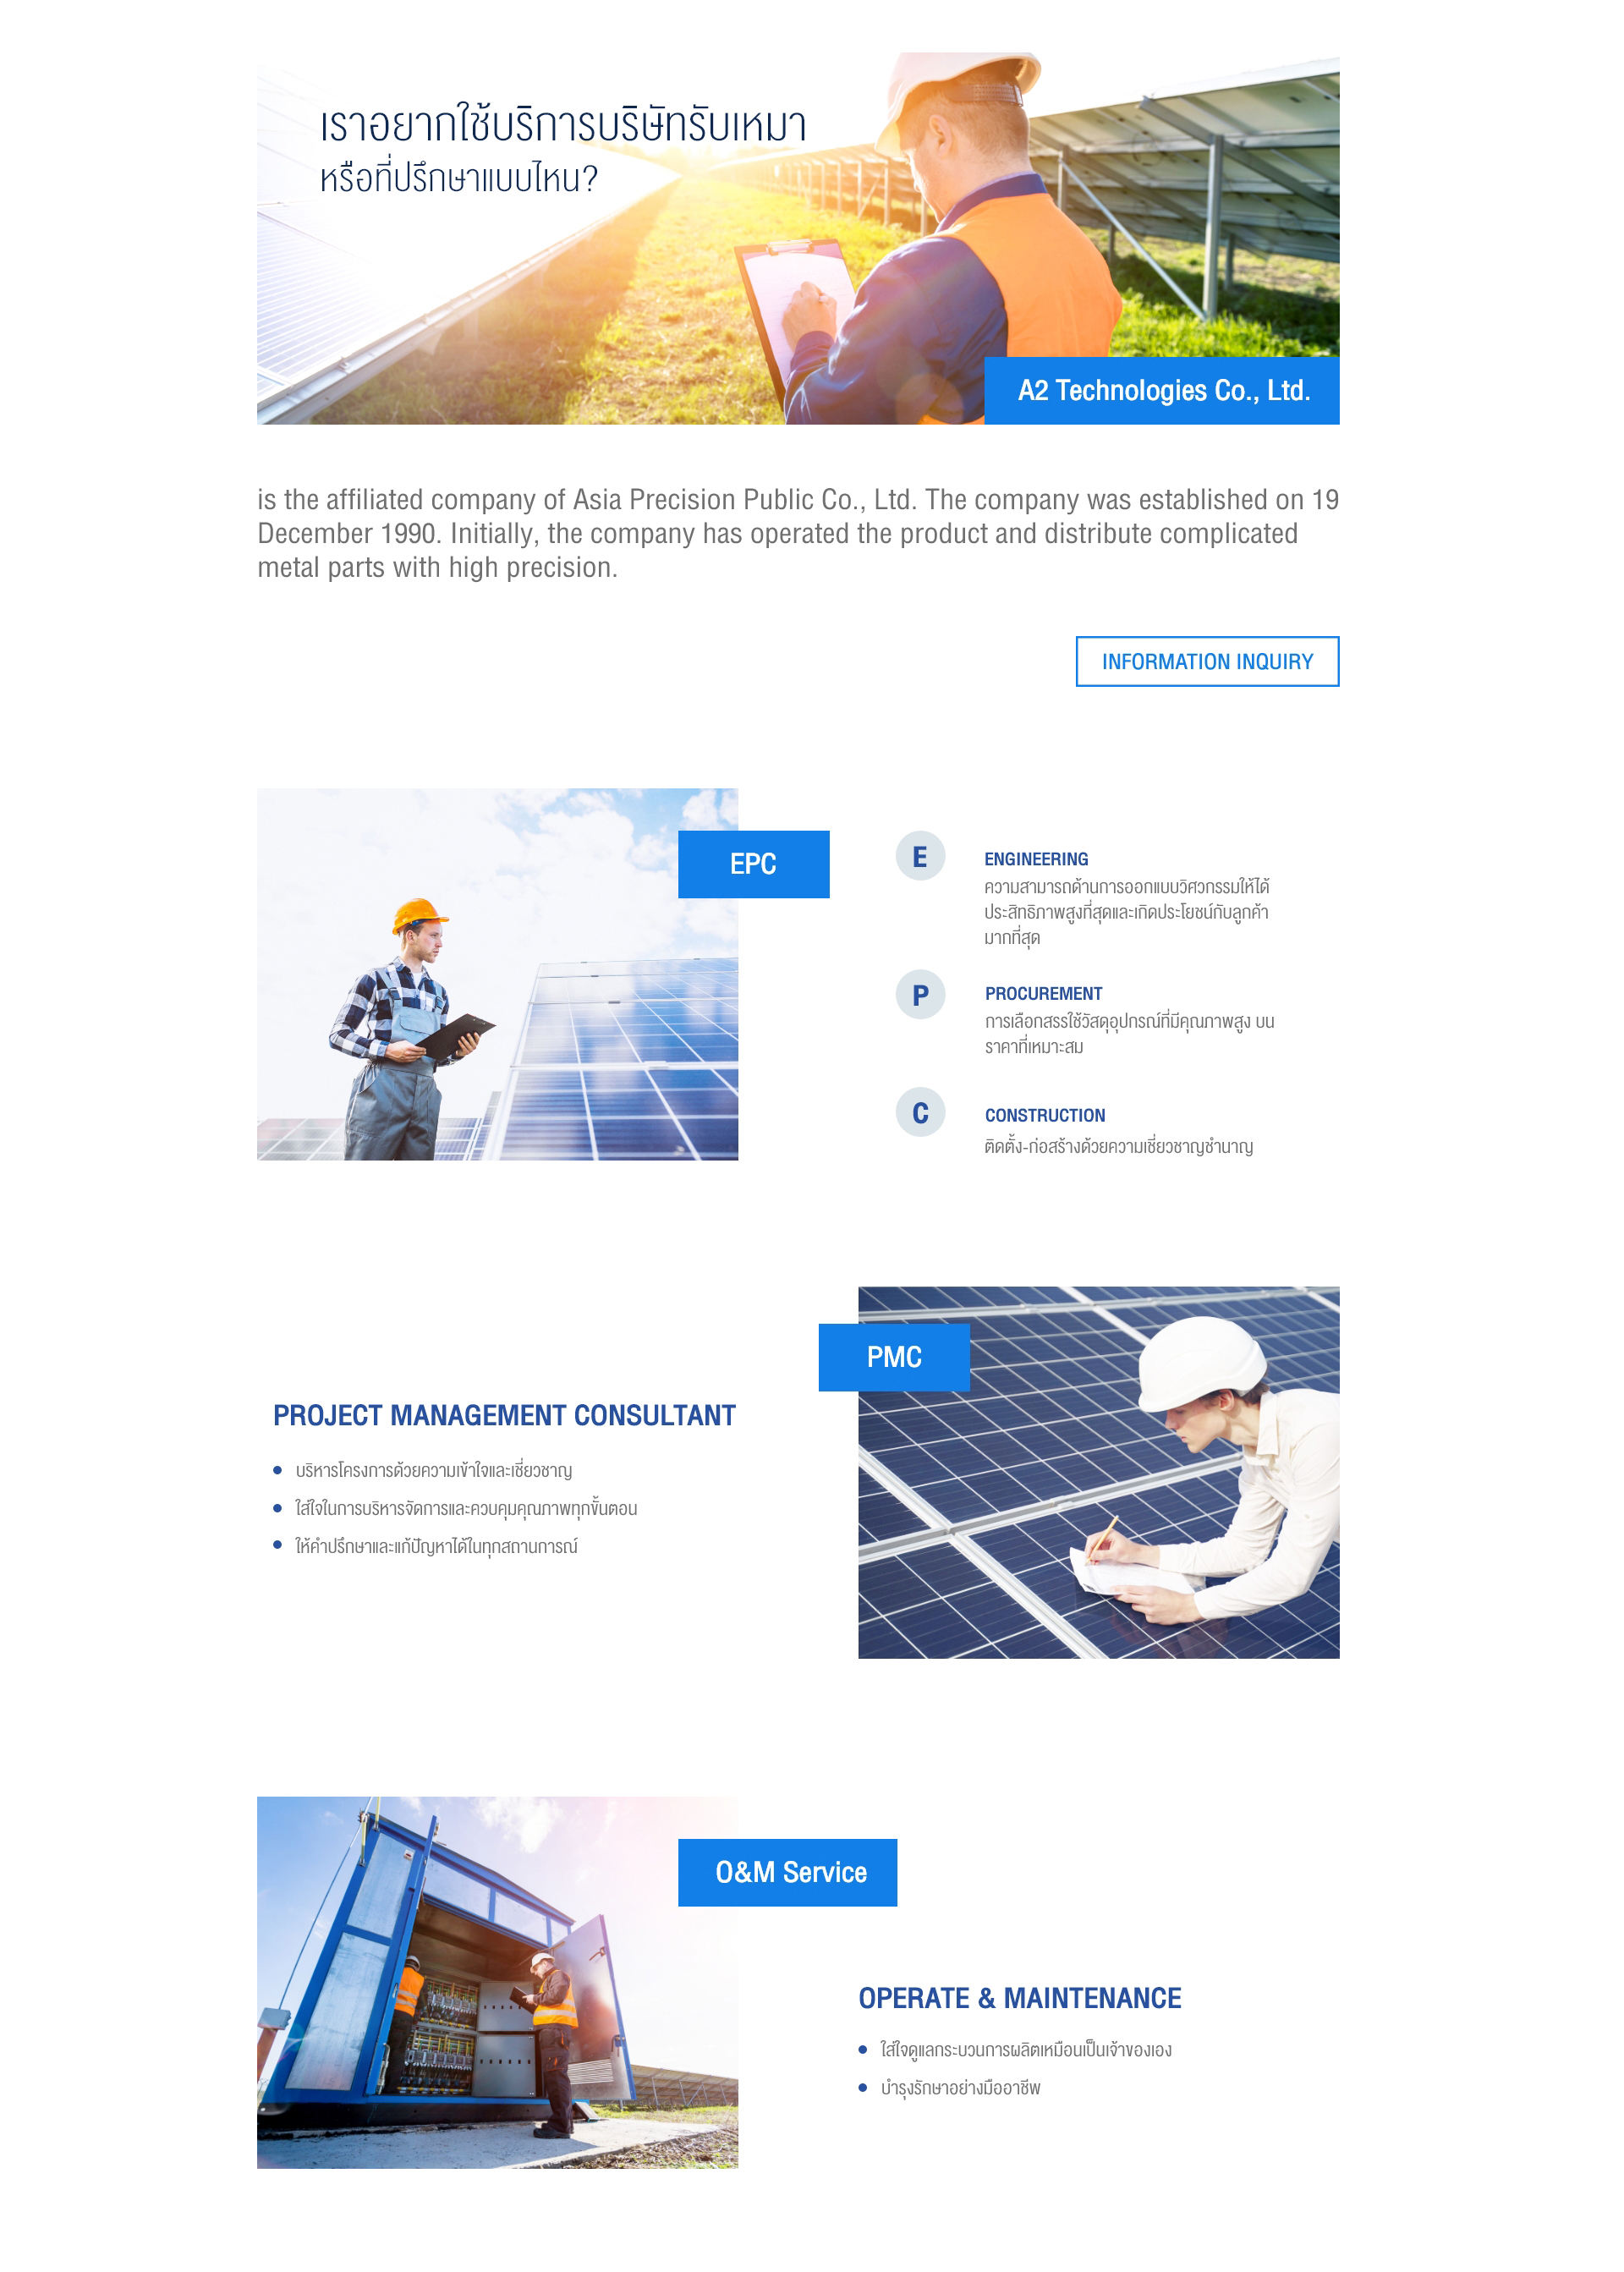 เราอยากใช้บริการบริษัทรับเหมา
หรือที่ปรึกษาแบบไหน?
A2 Technologies Co., Ltd.
is the affiliated company of Asia Precision Public Co., Ltd. The company was established on 19
December 1990. Initially, the company has operated the product and distribute complicated
metal parts with high precision.
INFORMATION INQUIRY
EPC
E
ENGINEERING
ความสามารถด้านการออกแบบวิศวกรรมให้ได้
ประสิทธิภาพสูงที่สุดและเกิดประโยชน์กับลูกค้า
มากที่สุด
P
PROCUREMENT
การเลือกสรรใช้วัสดุอุปกรณ์ที่มีคุณภาพสูง บน
ราคาที่เหมาะสม
C
CONSTRUCTION
ติดตั้ง-ก่อสร้างด้วยความเชี่ยวชาญชำนาญ
PMC
PROJECT MANAGEMENT CONSULTANT
บริหารโครงการด้วยความเข้าใจและเชี่ยวชาญ
ใส่ใจในการบริหารจัดการและควบคุมคุณภาพทุกขั้นตอน
ให้คำปรึกษาและแก้ปัญหาได้ในทุกสถานการณ์
O&M Service
OPERATE & MAINTENANCE
ใส่ใจดูแลกระบวนการผลิตเหมือนเป็นเจ้าของเอง
บำรุงรักษาอย่างมืออาชีพ